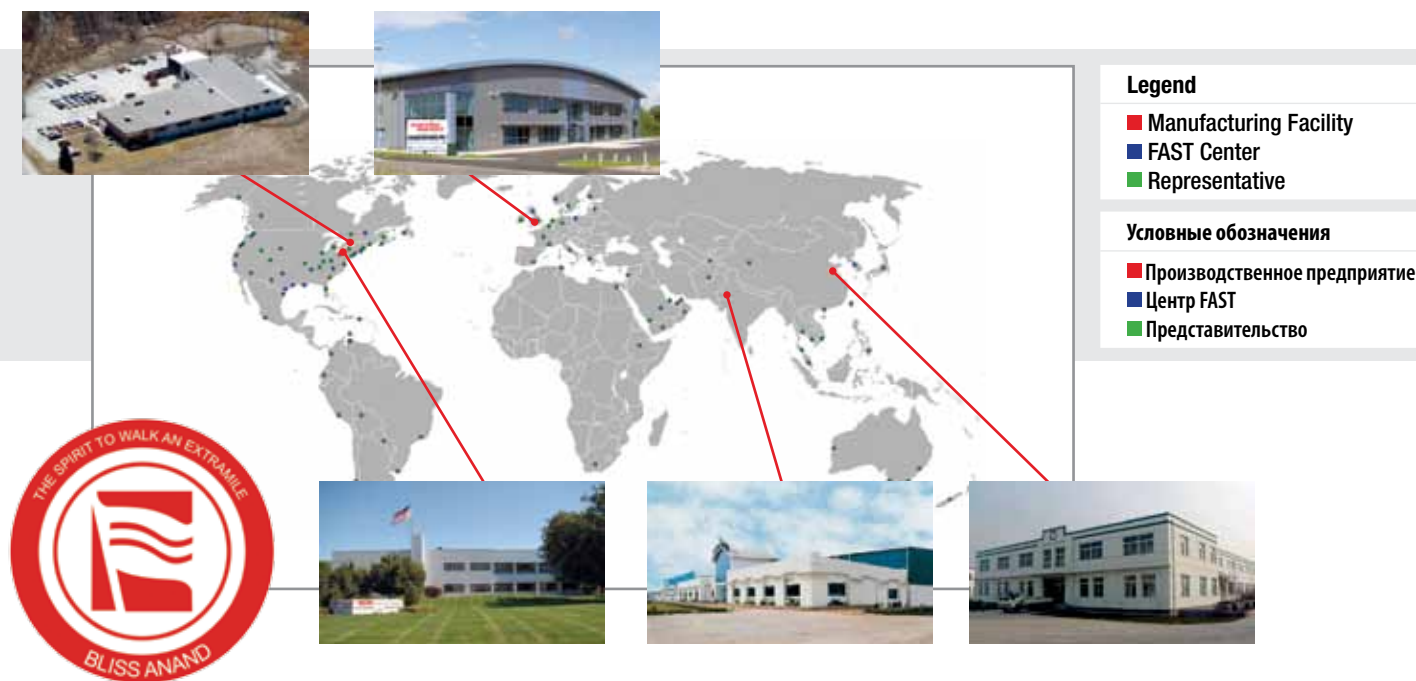 Legend
Manufacturing Facility
FAST Center
Representative
Условные обозначения
Производственное предприятие
Центр FAST
Представительство
THE SPIRIT TO WALK AN EXTRAMILE
BLISS ANAND